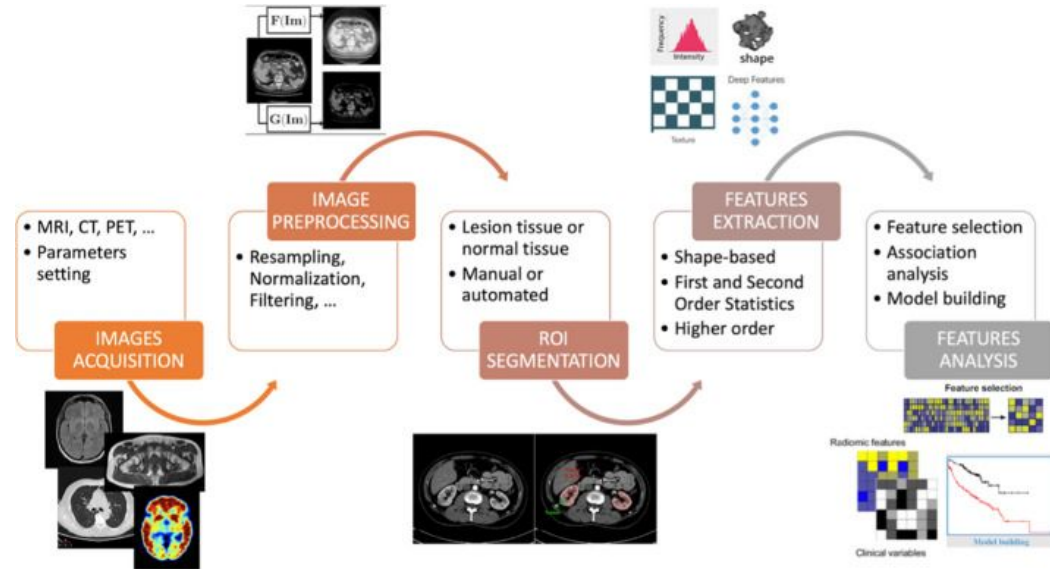 F(Im)
G(Im)
Frequency
Intensity
shape
Deep Features
Texture
• MRI, CT, PET, ...
• Parameters
setting
IMAGES
ACQUISITION
IMAGE
PREPROCESSING
• Resampling,
Normalization,
Filtering, ...
• Lesion tissue or
normal tissue
• Manual or
automated
ROI
SEGMENTATION
FEATURES
EXTRACTION
• Shape-based
• First and Second
Order Statistics
• Higher order
• Feature selection
• Association
analysis
• Model building
FEATURES
ANALYSIS
Feature selection
Radiomic features
Clinical variables
Model building